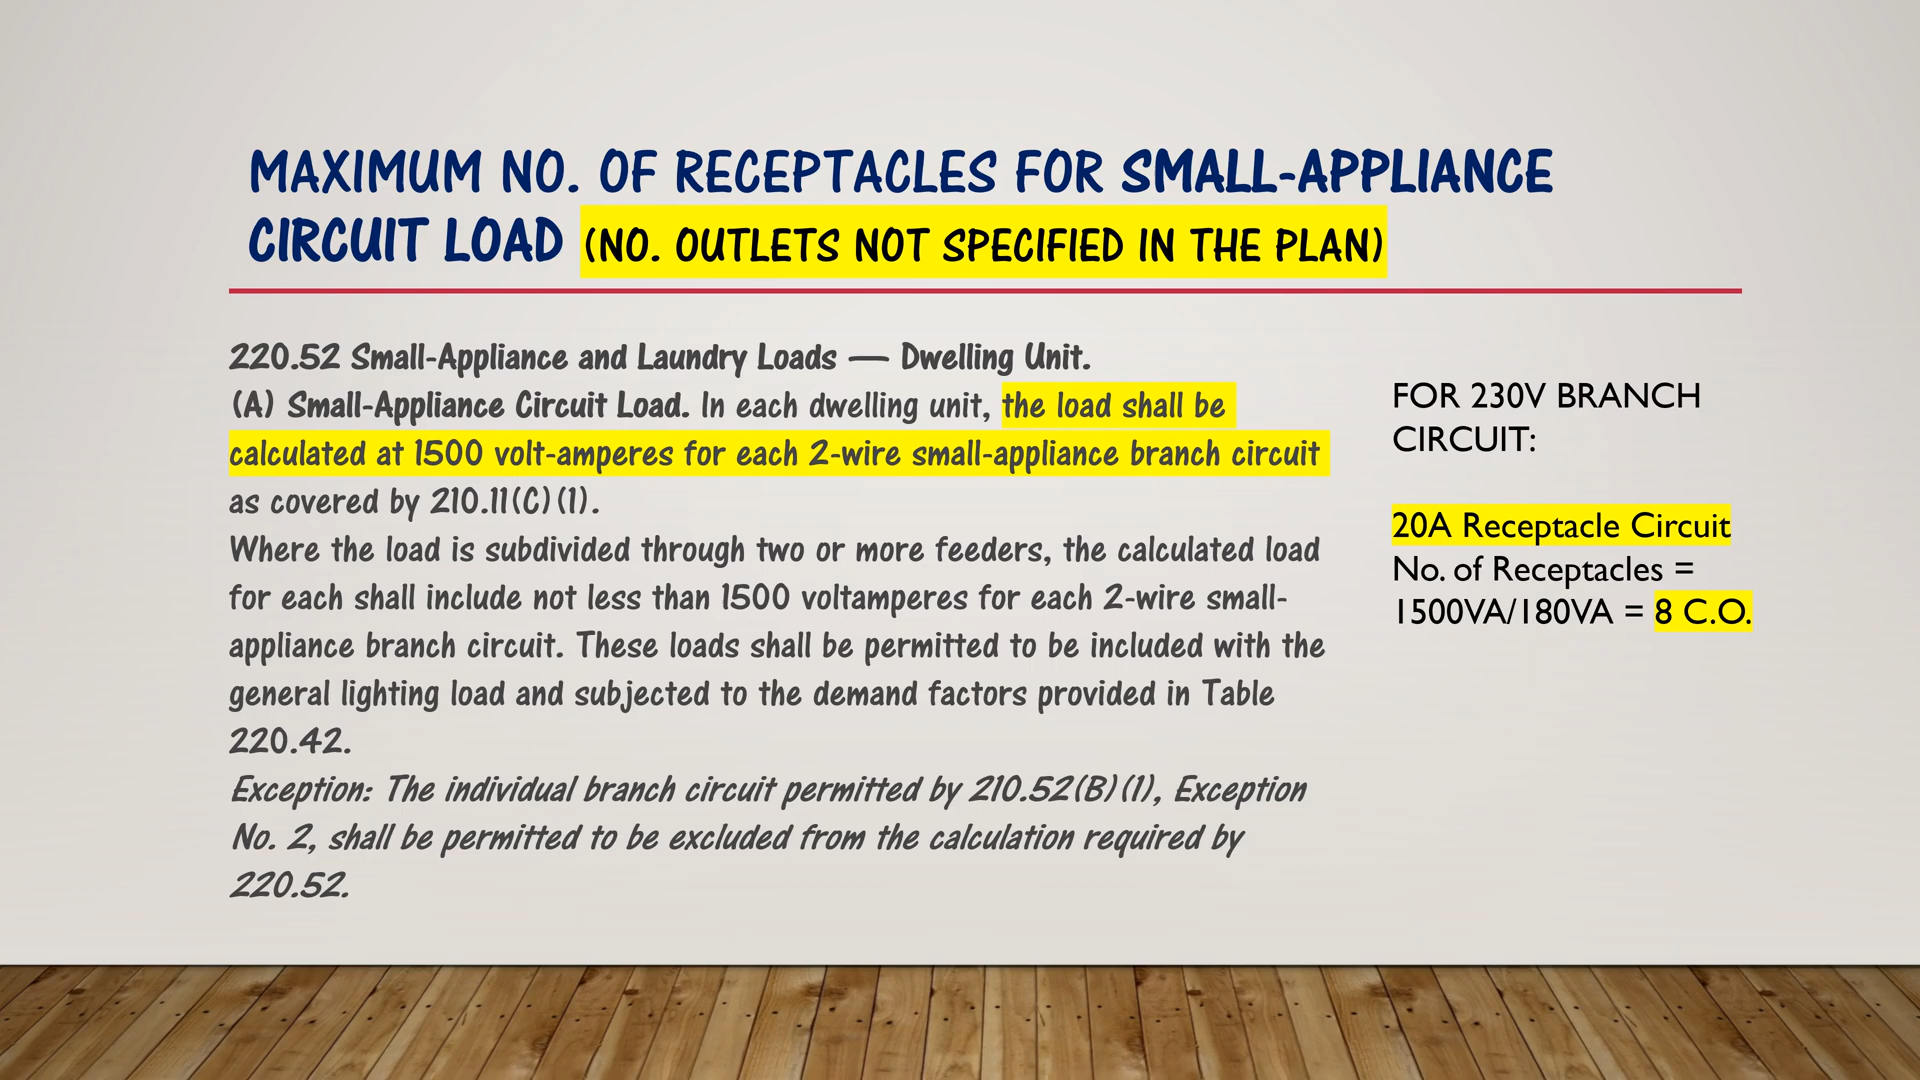 MAXIMUM NO. OF RECEPTACLES FOR SMALL-APPLIANCE
CIRCUIT LOAD (NO. OUTLETS NOT SPECIFIED IN THE PLAN)
220.52 Small-Appliance and Laundry Loads — Dwelling Unit.
(A) Small-Appliance Circuit Load. In each dwelling unit, the load shall be
calculated at 1500 volt-amperes for each 2-wire small-appliance branch circuit
as covered by 210.11(C)(1).
Where the load is subdivided through two or more feeders, the calculated load
for each shall include not less than 1500 voltamperes for each 2-wire small-
appliance branch circuit. These loads shall be permitted to be included with the
general lighting load and subjected to the demand factors provided in Table
220.42.
Exception: The individual branch circuit permitted by 210.52(B)(1), Exception
No. 2, shall be permitted to be excluded from the calculation required by
220.52.
FOR 230V BRANCH
CIRCUIT:
20A Receptacle Circuit
No. of Receptacles =
1500VA/180VA = 8 C.O.